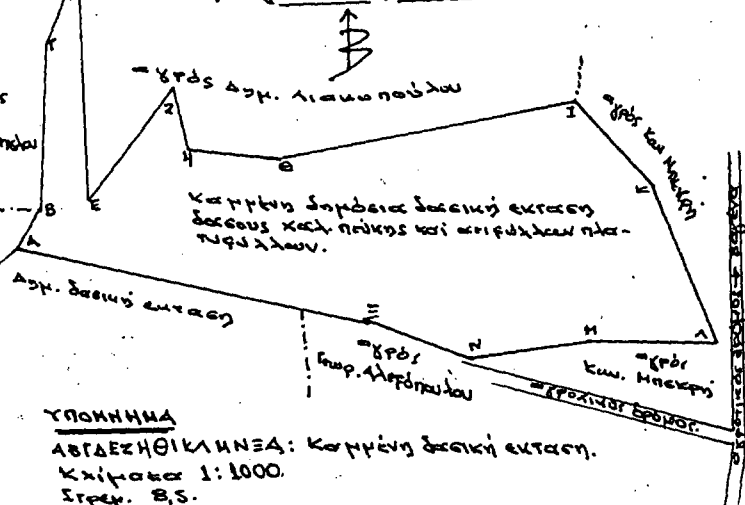 Β
αγρός Δημ. Λιακοπούλου
αγρός Κων Μπεκρή
Γ
Ζ
Ι
Η
Θ
Κ
Β
Ε
Α
Καμμένη δημόσια δασική έκταση
δάσους χαλ. πεύκης και αειφύλλων πλα-
τυφύλλων.
Δημ. δασική έκταση
Ξ
Ν
Μ
Λ
αγρός
Γεωρ. Αλεξόπουλου
αγρός
Κων. Μπεκρή
αγροτικός δρόμος.
ΥΠΟΜΝΗΜΑ
ΑΒΓΔΕΖΗΘΙΚΛΜΝΞΑ: Καμμένη δασική έκταση.
Κλίμακα 1:1000.
Στρεμ. 8,5.